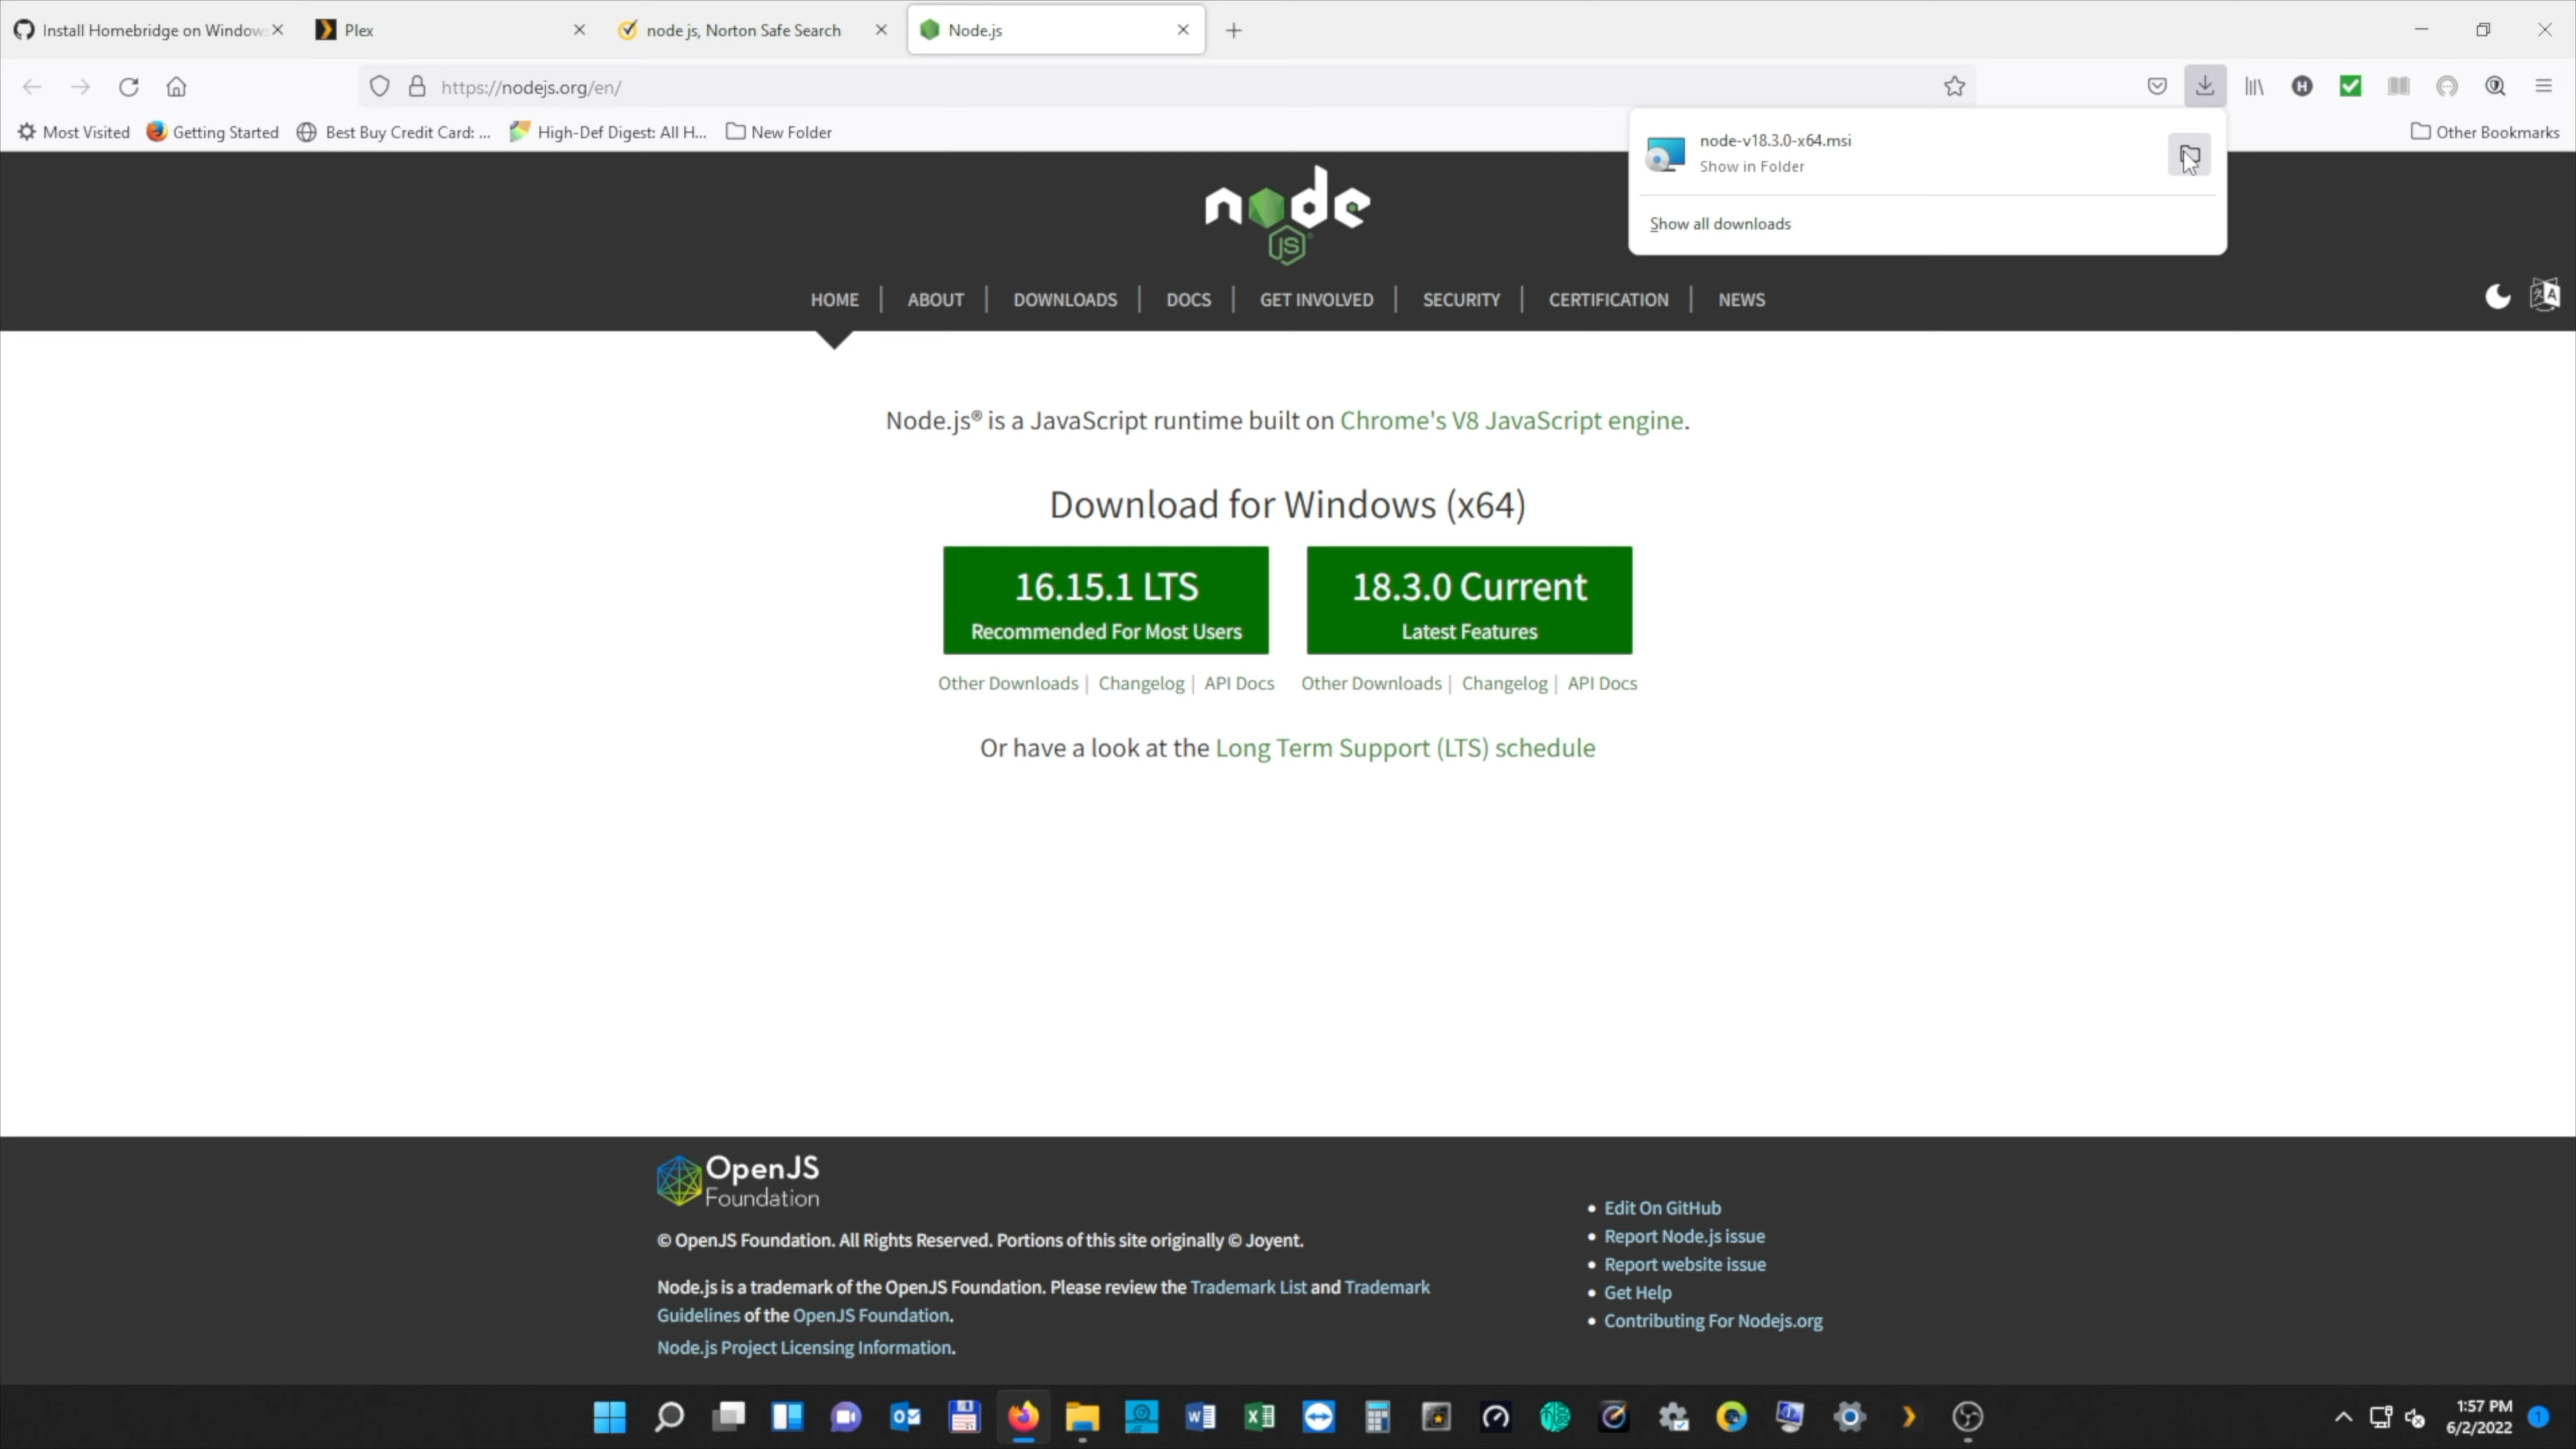 Install Homebridge on Window
Plex
node js, Norton Safe Search
Node.js
https://nodejs.org/en/
Most Visited
Getting Started
Best Buy Credit Card: ...
High-Def Digest: All H...
New Folder
Other Bookmarks
node-v18.3.0-x64.msi
Show in Folder
Show all downloads
node
JS
HOME | ABOUT | DOWNLOADS | DOCS | GET INVOLVED | SECURITY | CERTIFICATION | NEWS
Node.js® is a JavaScript runtime built on Chrome's V8 JavaScript engine.
Download for Windows (x64)
16.15.1 LTS
Recommended For Most Users
18.3.0 Current
Latest Features
Other Downloads | Changelog | API Docs
Other Downloads | Changelog | API Docs
Or have a look at the Long Term Support (LTS) schedule
OpenJS
Foundation
© OpenJS Foundation. All Rights Reserved. Portions of this site originally © Joyent.
Node.js is a trademark of the OpenJS Foundation. Please review the Trademark List and Trademark
Guidelines of the OpenJS Foundation.
Node.js Project Licensing Information.
• Edit On GitHub
• Report Node.js issue
• Report website issue
• Get Help
• Contributing For Nodejs.org
1:57 PM
6/2/2022
1